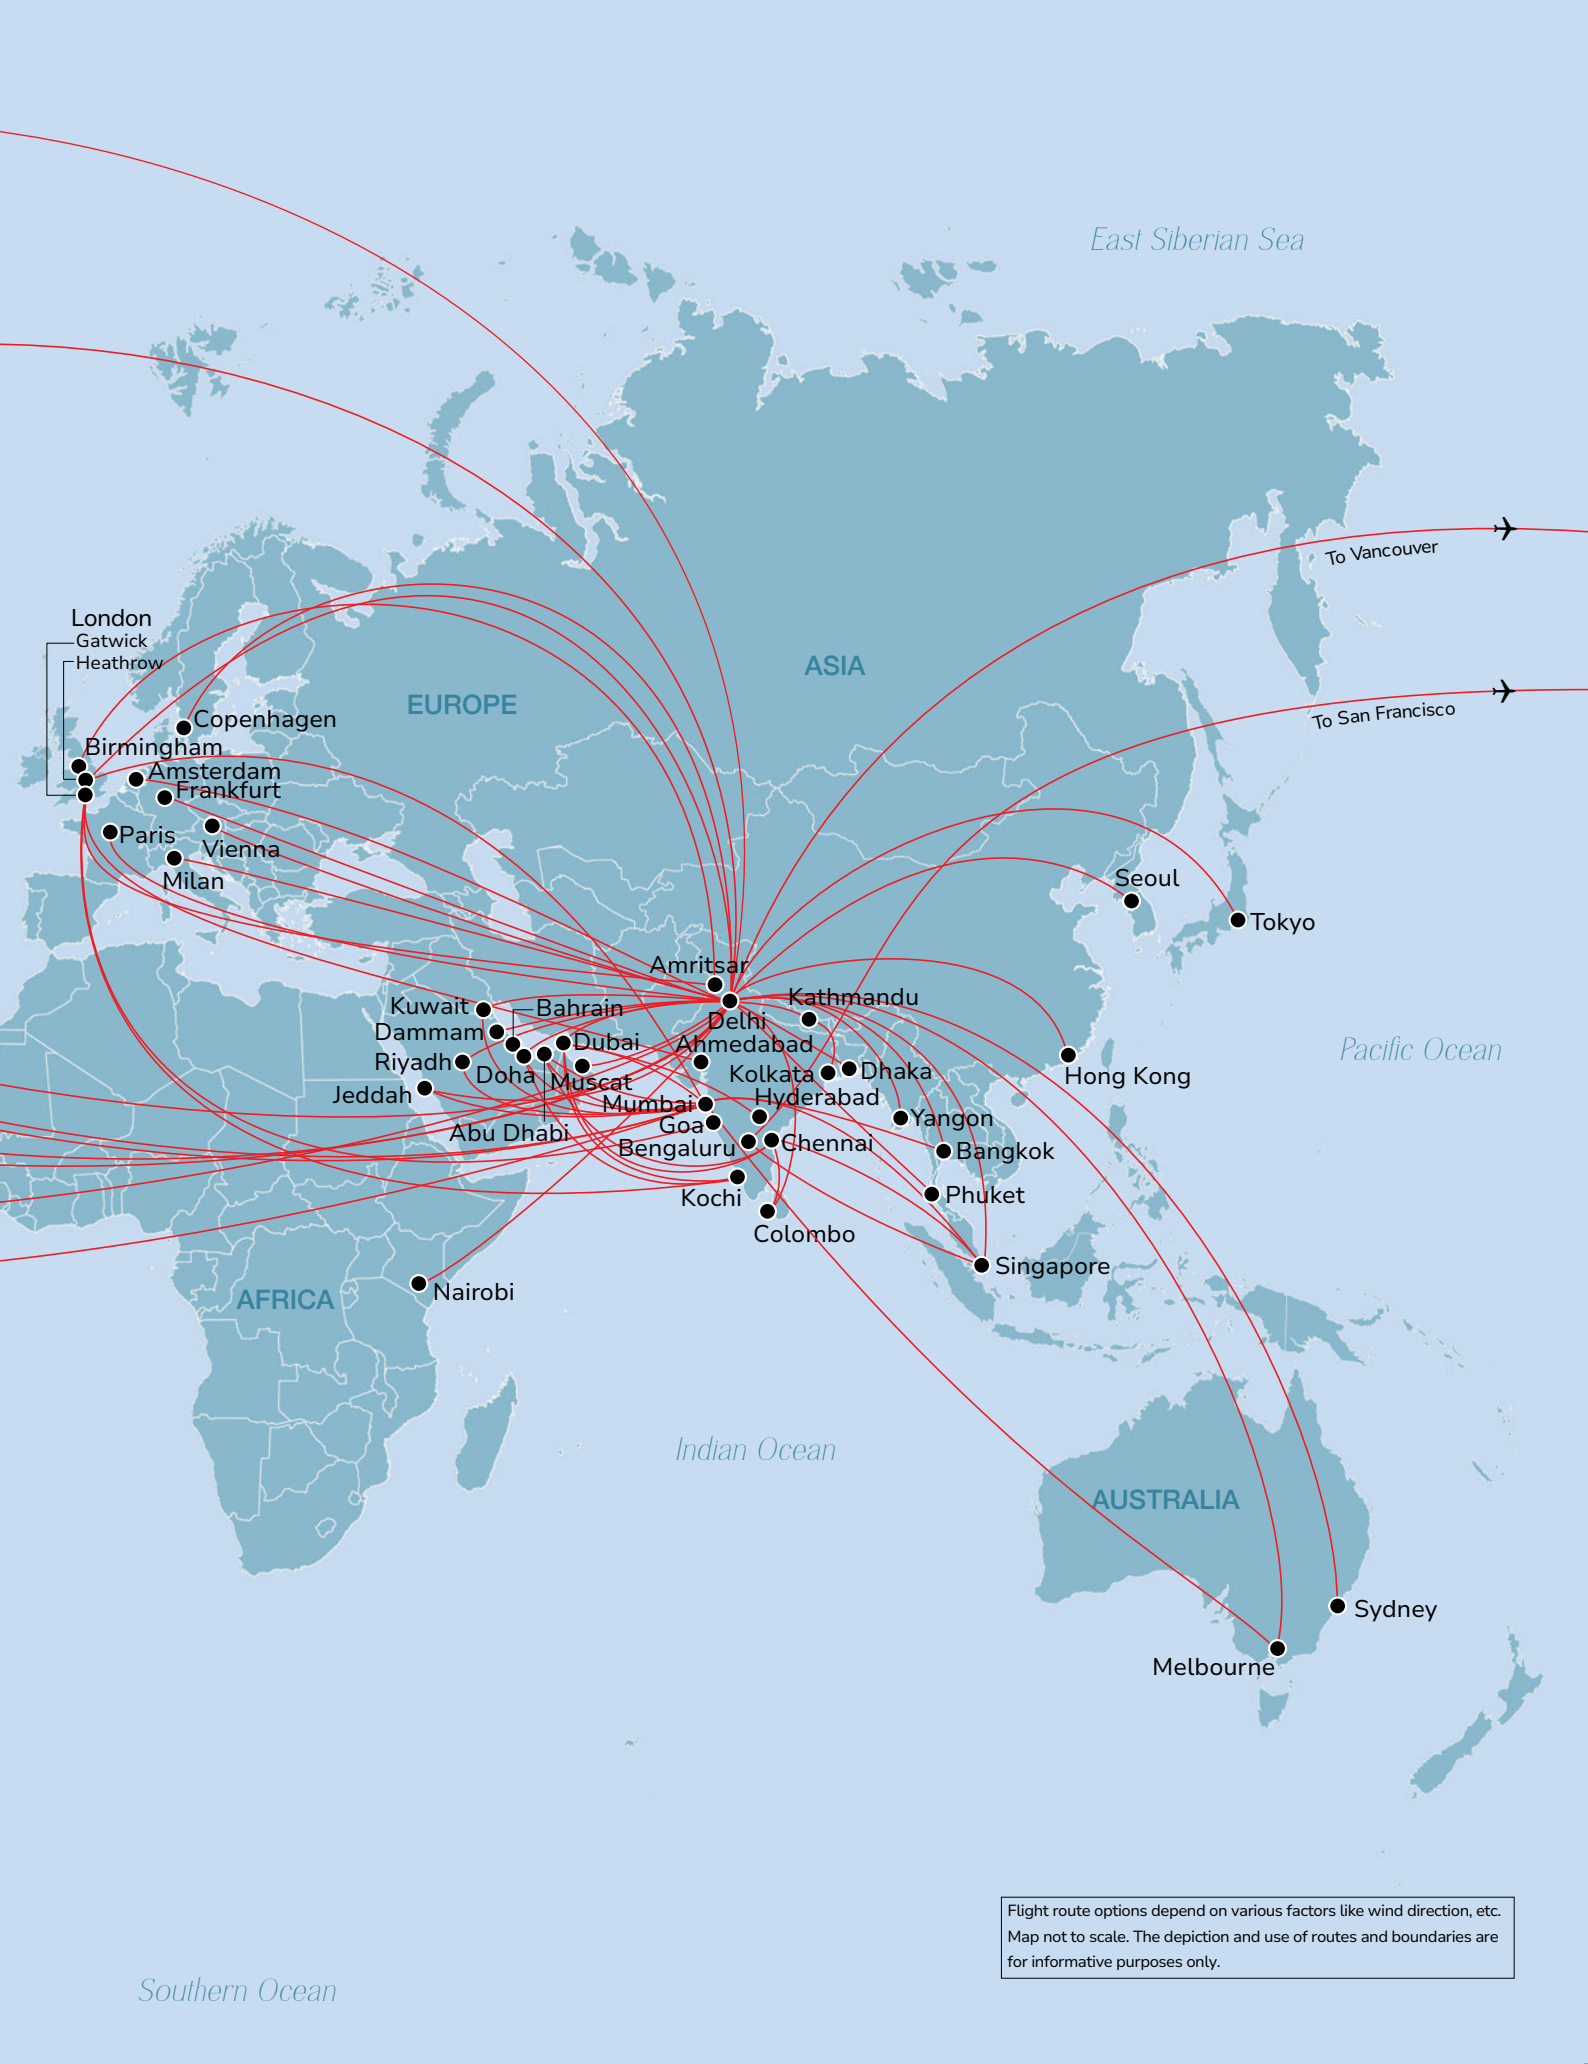 East Siberian Sea
To Vancouver
London
Gatwick
Heathrow
ASIA
EUROPE
To San Francisco
Copenhagen
Birmingham
Amsterdam
Frankfurt
Paris
Vienna
Milan
Seoul
Tokyo
Amritsar
Kathmandu
Kuwait
Bahrain
Delhi
Dammam
Dubai
Ahmedabad
Pacific Ocean
Riyadh
Doha
Muscat
Kolkata
Dhaka
Hong Kong
Jeddah
Mumbai
Hyderabad
Abu Dhabi
Goa
Yangon
Bengaluru
Chennai
Bangkok
Kochi
Phuket
Colombo
Singapore
AFRICA
Nairobi
Indian Ocean
AUSTRALIA
Sydney
Melbourne
Flight route options depend on various factors like wind direction, etc.
Map not to scale. The depiction and use of routes and boundaries are
for informative purposes only.
Southern Ocean